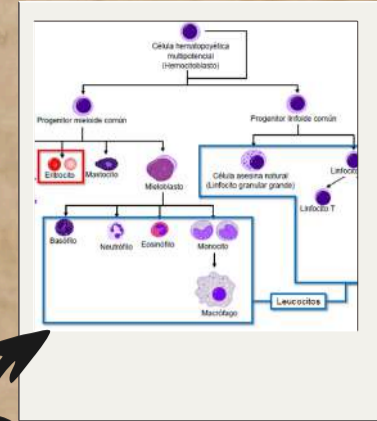 Célula hematopoyética
multipotencial
(Hemocitoblasto)
Progenitor mieloide común
Progenitor linfoide común
Eritrocito
Mastocito
Mieloblasto
Célula asesina natural
(Linfocito granular grande)
Linfocito
Linfocito T
Basófilo
Neutrófilo
Eosinófilo
Monocito
Macrófago
Leucocitos